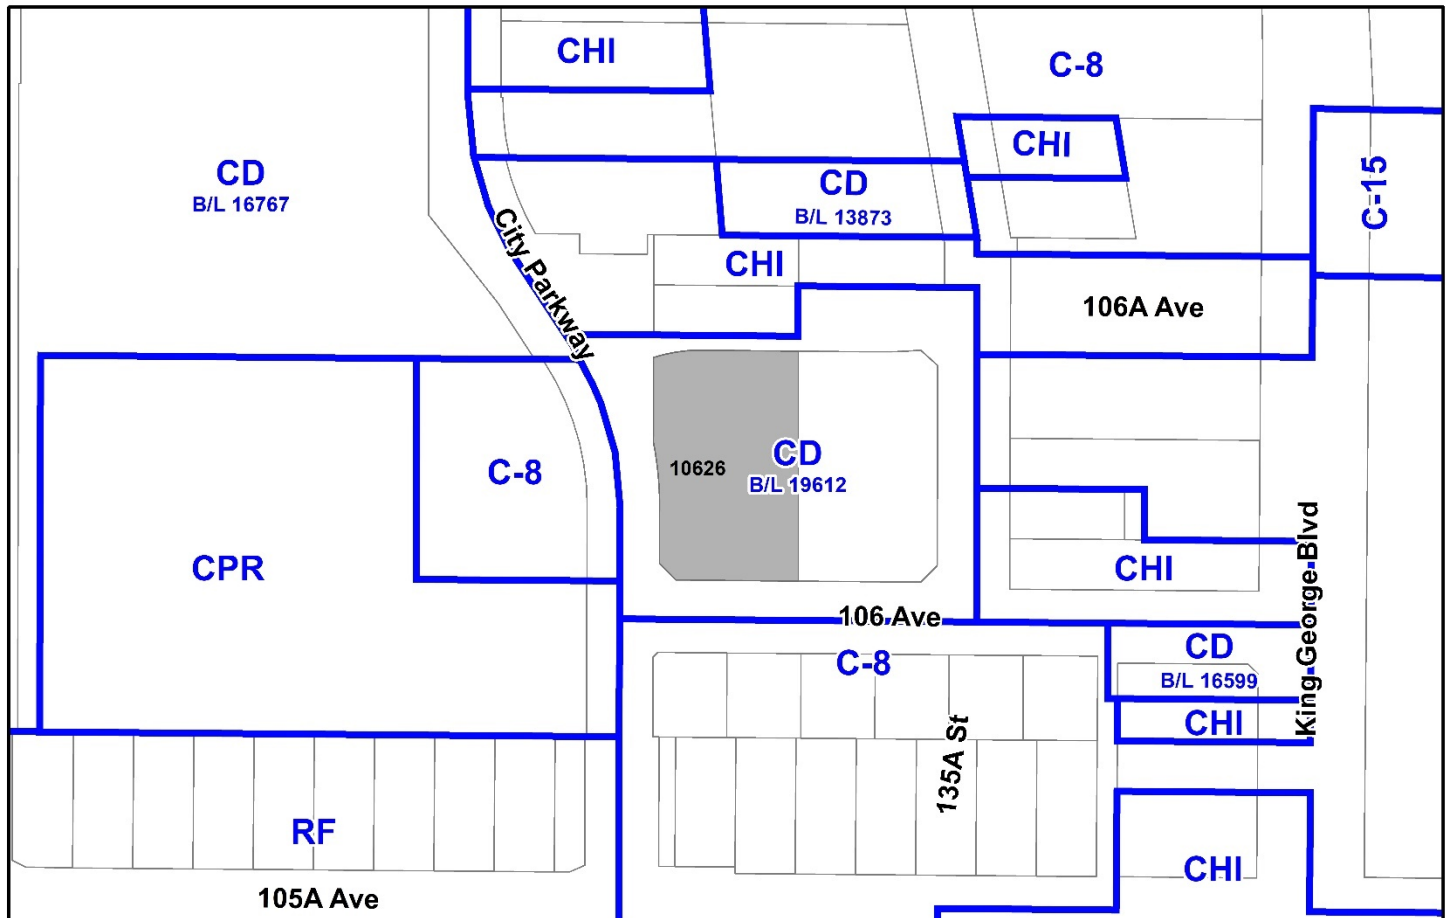 CHI
C-8
CHI
CD
B/L 16767
CD
B/L 13873
C-15
City Parkway
CHI
106A Ave
C-8
10626
CD
B/L 19612
CPR
CHI
King George Blvd
106 Ave
C-8
CD
B/L 16599
CHI
135A St
RF
CHI
105A Ave